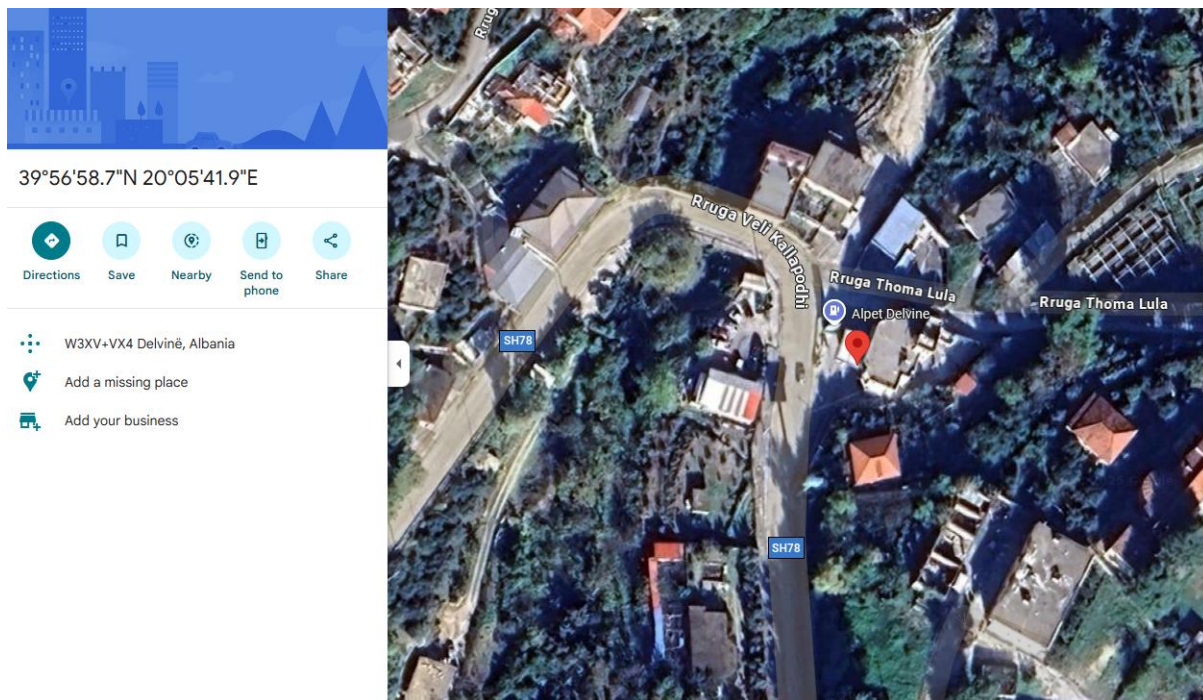 39°56'58.7"N 20°05'41.9"E
Directions
Save
Nearby
Send to
phone
Share
W3XV+VX4 Delvinë, Albania
Add a missing place
Add your business
Rruga Veli Kallapodhi
Rruga Thoma Lula
Rruga Thoma Lula
Alpet Delvine
SH78
SH78